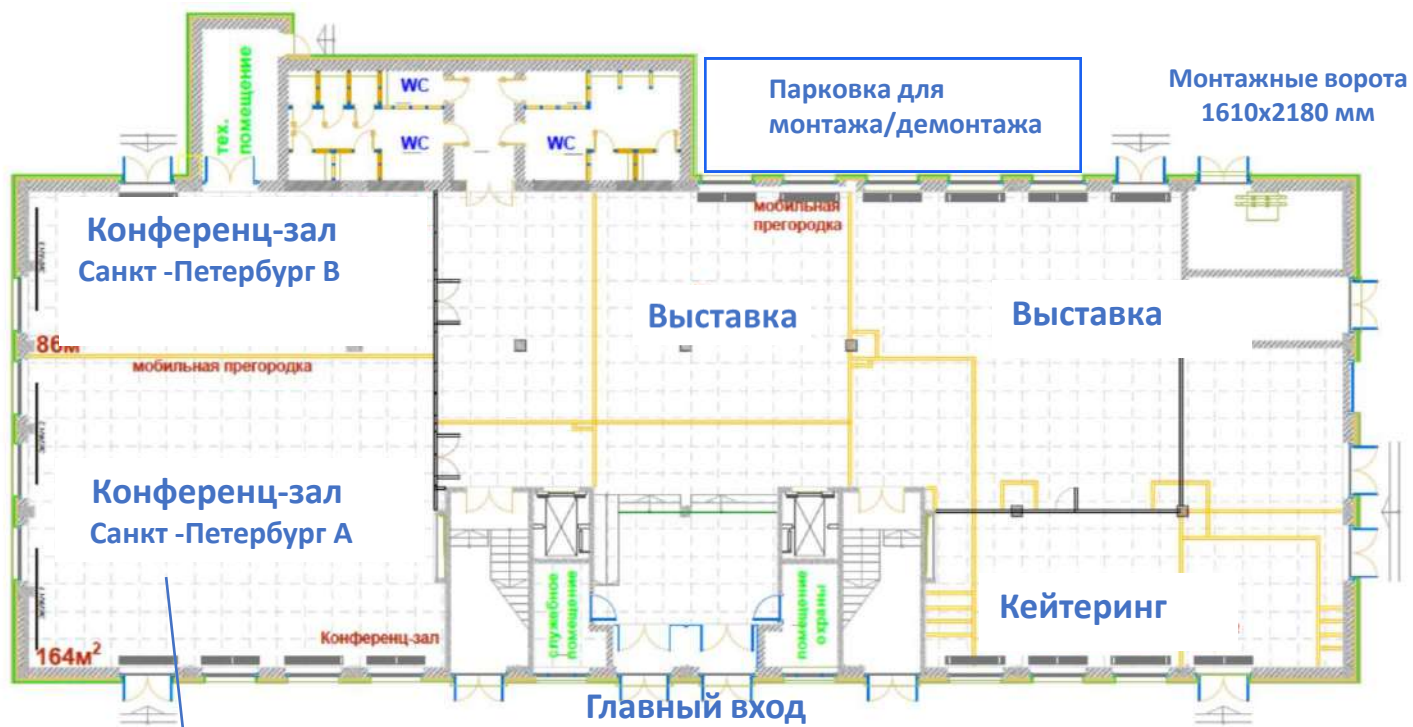 тех.
помещение
WC
WC
WC
Парковка для
монтажа/демонтажа
Монтажные ворота
1610х2180 мм
мобильная
прегородка
Конференц-зал
Санкт -Петербург В
Выставка
Выставка
86м
мобильная прегородка
Конференц-зал
Санкт -Петербург А
служебное
помещение
помещение
охраны
Кейтеринг
Конференц-зал
164м²
Главный вход